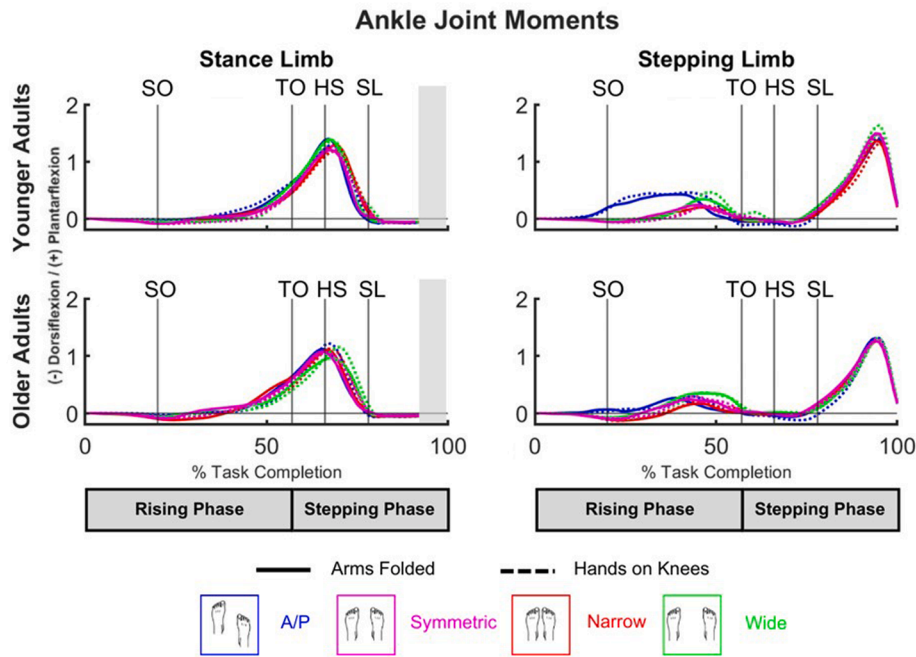 Ankle Joint Moments
Stance Limb
Stepping Limb
Younger Adults
SO TO HS SL
2
1
0
SO TO HS SL
2
1
0
(-) Dorsiflexion / (+) Plantarflexion
Older Adults
SO TO HS SL
2
1
0
0 50 100
% Task Completion
SO TO HS SL
2
1
0
0 50 100
% Task Completion
Rising Phase Stepping Phase
Rising Phase Stepping Phase
Arms Folded Hands on Knees
A/P Symmetric Narrow Wide